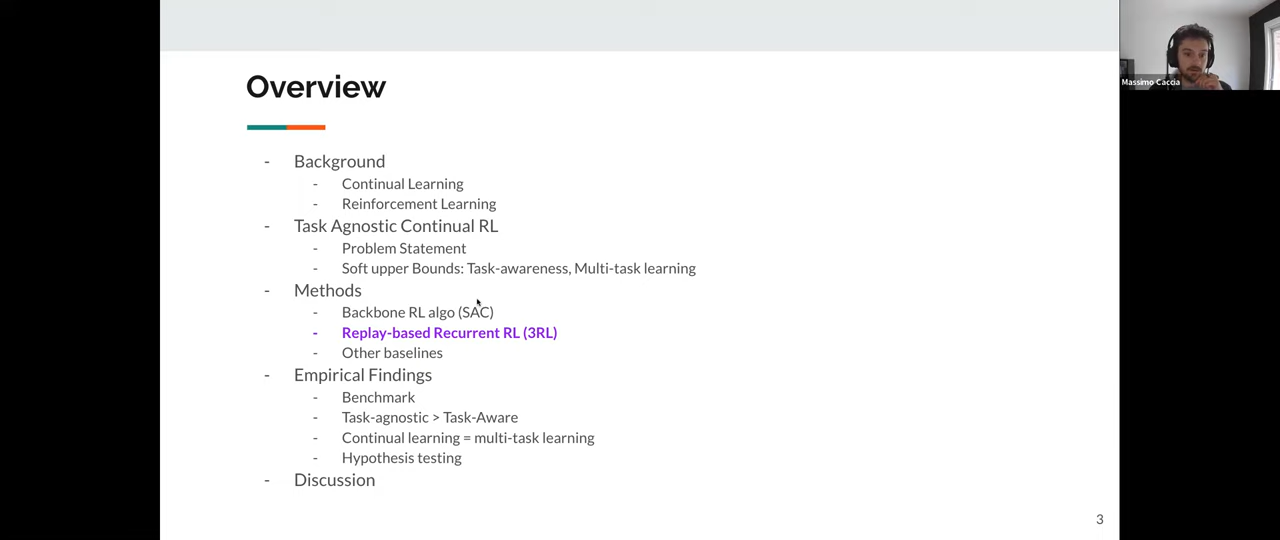 Overview
- Background
- Continual Learning
- Reinforcement Learning
- Task Agnostic Continual RL
- Problem Statement
- Soft upper Bounds: Task-awareness, Multi-task learning
- Methods
- Backbone RL algo (SAC)
- Replay-based Recurrent RL (3RL)
- Other baselines
- Empirical Findings
- Benchmark
- Task-agnostic > Task-Aware
- Continual learning = multi-task learning
- Hypothesis testing
- Discussion
3
Massimo Caccia